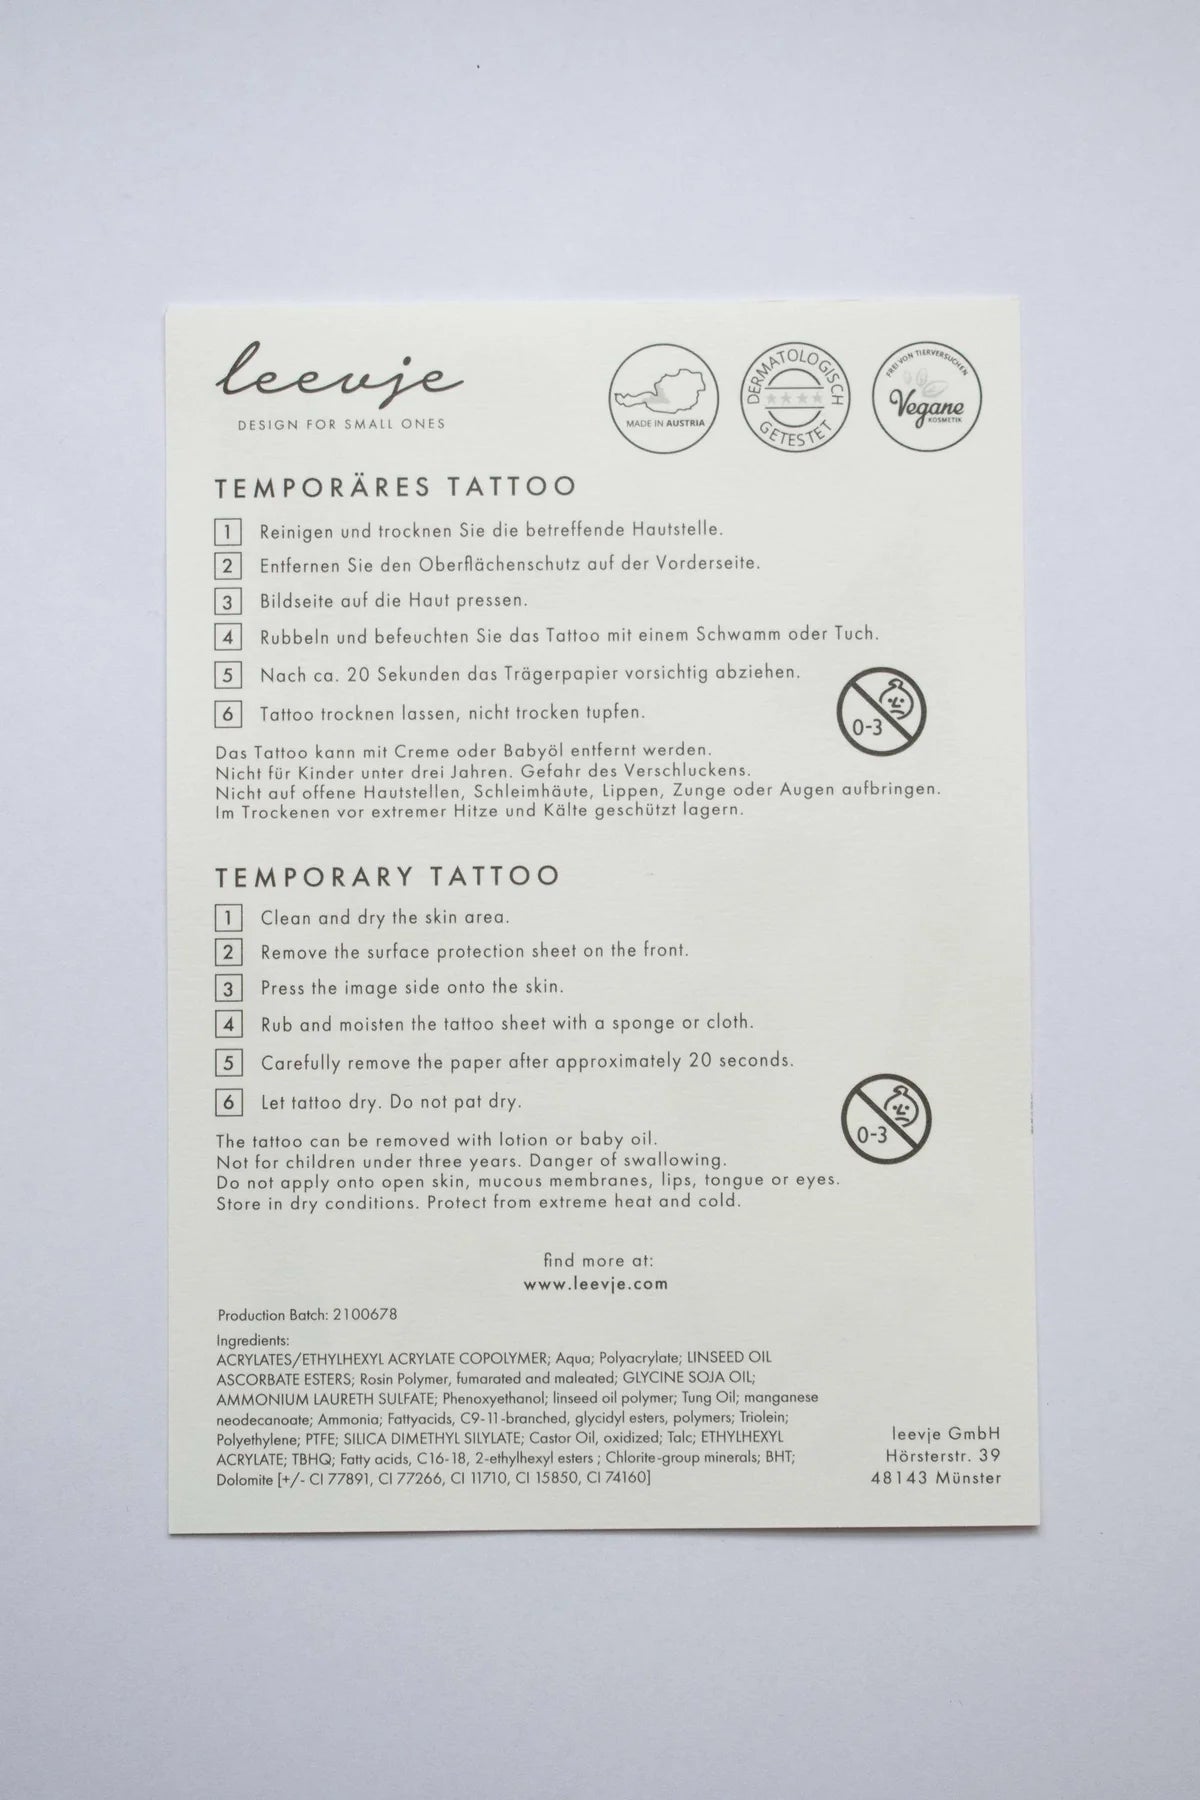 leevje
DESIGN FOR SMALL ONES
MADE IN AUSTRIA
DERMATOLOGISCH
GETESTET
FREI VON TIERVERSUCHEN
Vegane
KOSMETIK
TEMPORÄRES TATTOO
1 Reinigen und trocknen Sie die betreffende Hautstelle.
2 Entfernen Sie den Oberflächenschutz auf der Vorderseite.
3 Bildseite auf die Haut pressen.
4 Rubbeln und befeuchten Sie das Tattoo mit einem Schwamm oder Tuch.
5 Nach ca. 20 Sekunden das Trägerpapier vorsichtig abziehen.
6 Tattoo trocknen lassen, nicht trocken tupfen.
0-3
Das Tattoo kann mit Creme oder Babyöl entfernt werden.
Nicht für Kinder unter drei Jahren. Gefahr des Verschluckens.
Nicht auf offene Hautstellen, Schleimhäute, Lippen, Zunge oder Augen aufbringen.
Im Trockenen vor extremer Hitze und Kälte geschützt lagern.
TEMPORARY TATTOO
1 Clean and dry the skin area.
2 Remove the surface protection sheet on the front.
3 Press the image side onto the skin.
4 Rub and moisten the tattoo sheet with a sponge or cloth.
5 Carefully remove the paper after approximately 20 seconds.
6 Let tattoo dry. Do not pat dry.
0-3
The tattoo can be removed with lotion or baby oil.
Not for children under three years. Danger of swallowing.
Do not apply onto open skin, mucous membranes, lips, tongue or eyes.
Store in dry conditions. Protect from extreme heat and cold.
find more at:
www.leevje.com
Production Batch: 2100678
Ingredients:
ACRYLATES/ETHYLHEXYL ACRYLATE COPOLYMER; Aqua; Polyacrylate; LINSEED OIL
ASCORBATE ESTERS; Rosin Polymer, fumarated and maleated; GLYCINE SOJA OIL;
AMMONIUM LAURETH SULFATE; Phenoxyethanol; linseed oil polymer; Tung Oil; manganese
neodecanoate; Ammonia; Fattyacids, C9-11-branched, glycidyl esters, polymers; Triolein;
Polyethylene; PTFE; SILICA DIMETHYL SILYLATE; Castor Oil, oxidized; Talc; ETHYLHEXYL
ACRYLATE; TBHQ; Fatty acids, C16-18, 2-ethylhexyl esters ; Chlorite-group minerals; BHT;
Dolomite [+/- CI 77891, CI 77266, CI 11710, CI 15850, CI 74160]
leevje GmbH
Hörsterstr. 39
48143 Münster